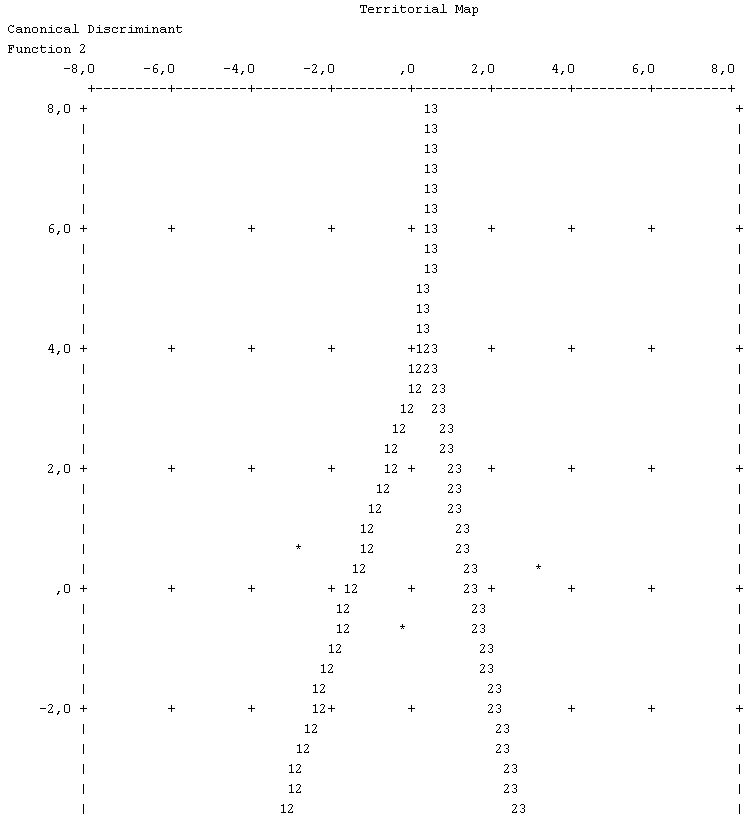 Territorial Map
Canonical Discriminant
Function 2
-8,0 -6,0 -4,0 -2,0 ,0 2,0 4,0 6,0 8,0
+---------+---------+---------+---------+---------+---------+---------+---------+
8,0 + 13 +
| 13 |
| 13 |
| 13 |
| 13 |
| 13 |
6,0 + + + + + 13 + + + +
| 13 |
| 13 |
| 13 |
| 13 |
| 13 |
4,0 + + + + +123 + + + +
| 1223 |
| 12 23 |
| 12 23 |
| 12 23 |
| 12 23 |
2,0 + + + + 12 + 23 + + + +
| 12 23 |
| 12 23 |
| 12 23 |
| * 12 23 |
| 12 23 * |
,0 + + + + 12 + 23 + + + +
| 12 23 |
| 12 * 23 |
| 12 23 |
| 12 23 |
| 12 23 |
-2,0 + + + 12+ + 23 + + +
| 12 23 |
| 12 23 |
| 12 23 |
| 12 23 |
| 12 23 |